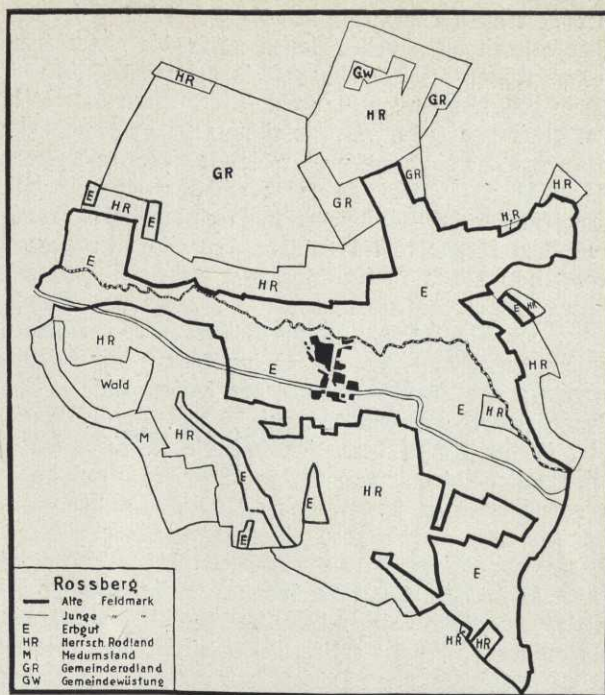 HR
GW
GR
HR
GR
GR
GR
HR
E
HR
E
HR
E
HR
E
E
HR
HR
HR
E
E
HR
Wald
M
HR
E
E
HR
E
E
HR
HR
Rossberg
Alte Feldmark
Junge " "
E Erbgut
HR Herrsch. Rodland
M Medumsland
GR Gemeinderodland
GW Gemeindewüstung